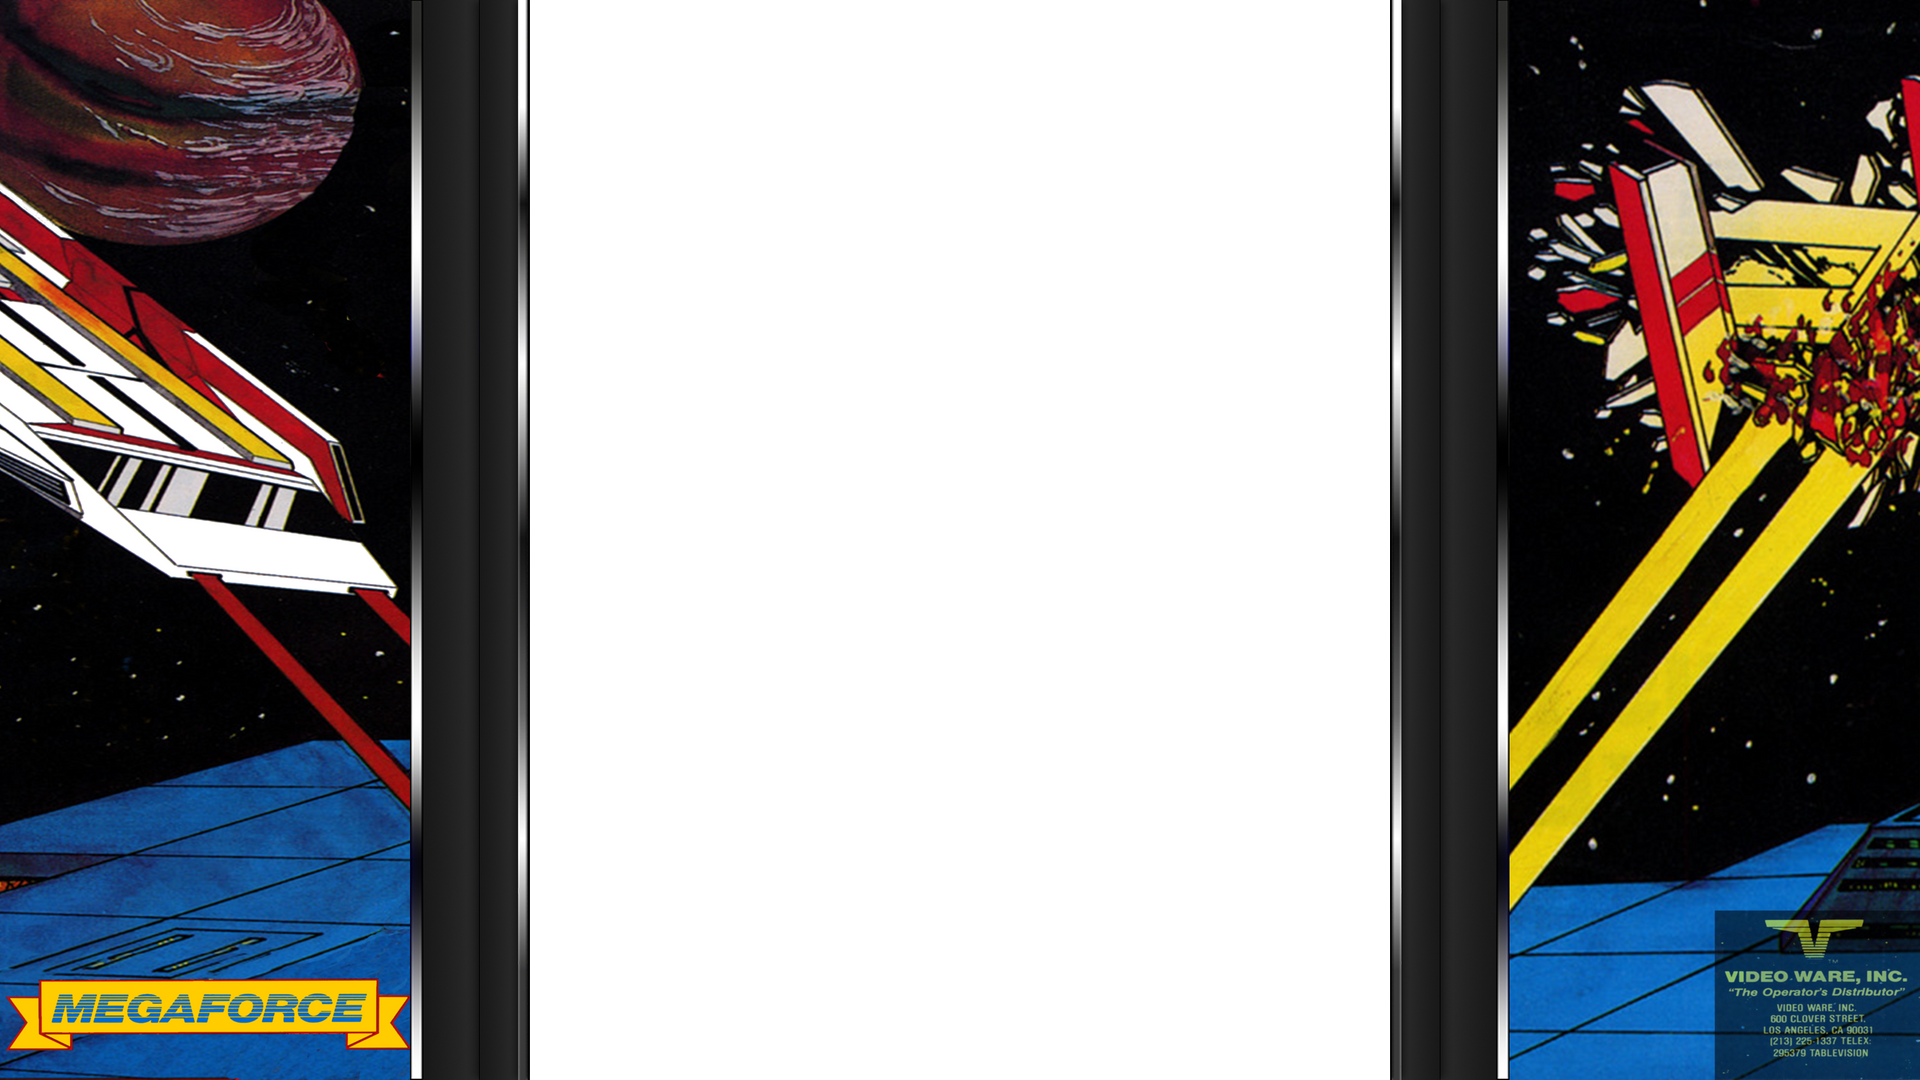 MEGAFORCE
TM
VIDEO WARE, INC.
"The Operator's Distributor"
VIDEO WARE, INC.
600 CLOVER STREET,
LOS ANGELES, CA 90031
(213) 225-1337 TELEX:
295379 TABLEVISION